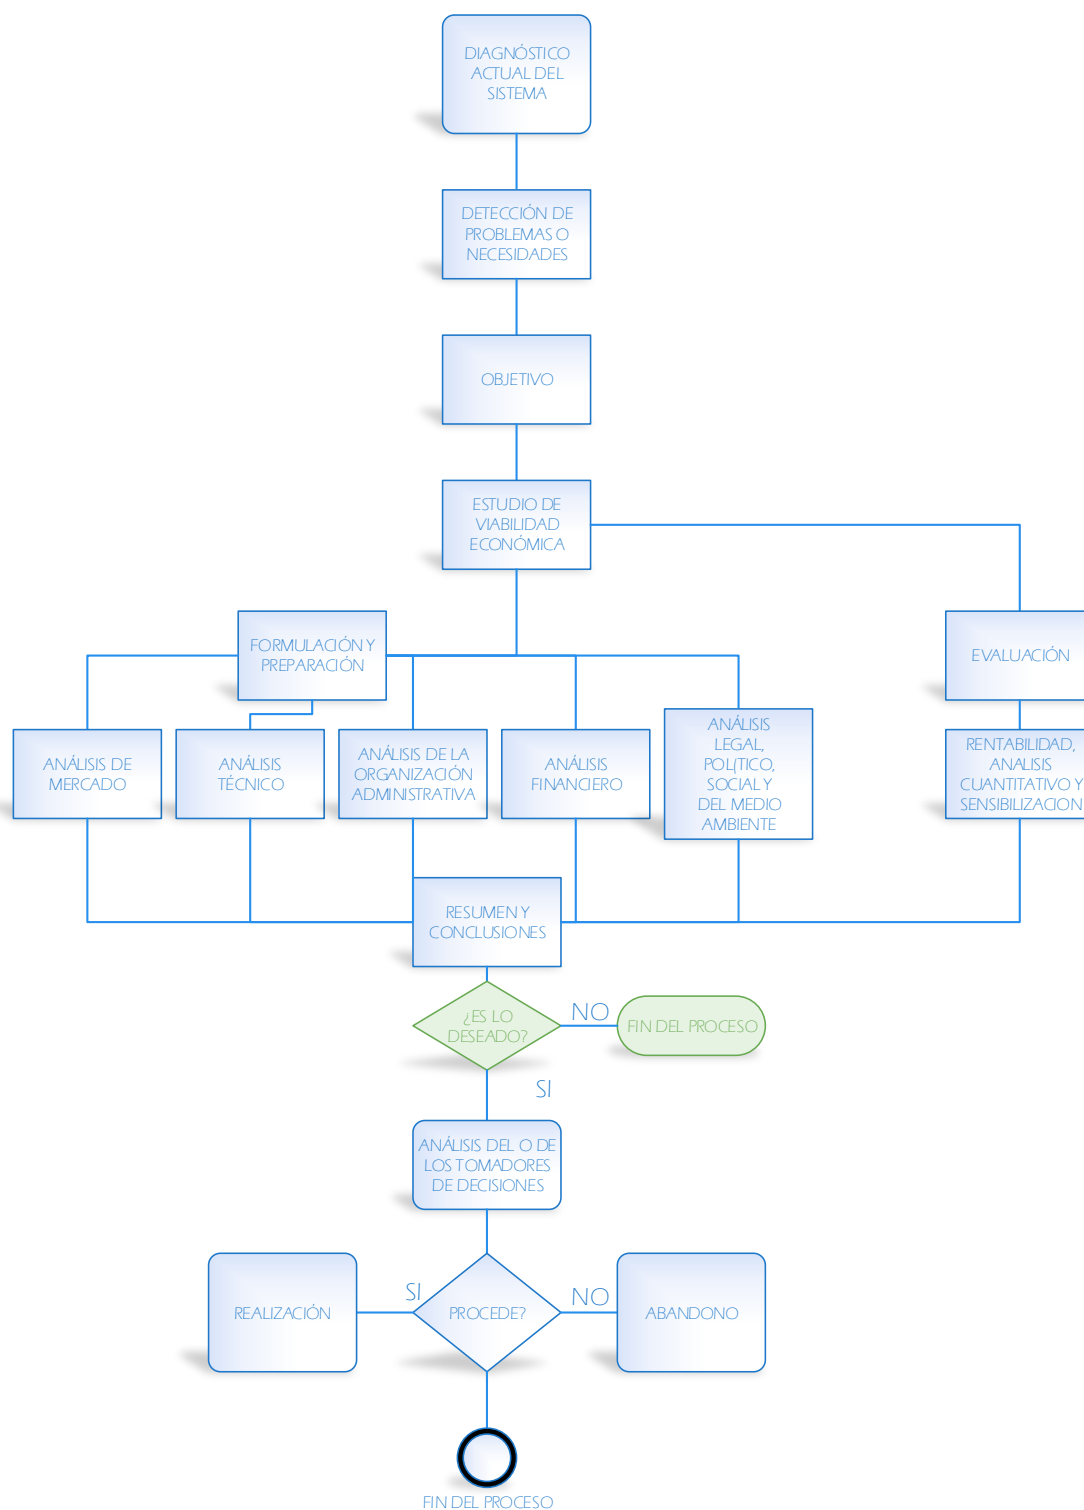 DIAGNÓSTICO
ACTUAL DEL
SISTEMA
DETECCIÓN DE
PROBLEMAS O
NECESIDADES
OBJETIVO
ESTUDIO DE
VIABILIDAD
ECONÓMICA
FORMULACIÓN Y
PREPARACIÓN
EVALUACIÓN
ANÁLISIS DE
MERCADO
ANÁLISIS
TÉCNICO
ANÁLISIS DE LA
ORGANIZACIÓN
ADMINISTRATIVA
ANÁLISIS
FINANCIERO
ANÁLISIS
LEGAL,
POL(TICO,
SOCIAL Y
DEL MEDIO
AMBIENTE
RENTABILIDAD,
ANALISIS
CUANTITATIVO Y
SENSIBILIZACION
RESUMEN Y
CONCLUSIONES
¿ES LO
DESEADO?
NO
FIN DEL PROCESO
SI
ANÁLISIS DEL O DE
LOS TOMADORES
DE DECISIONES
REALIZACIÓN
SI
PROCEDE?
NO
ABANDONO
FIN DEL PROCESO